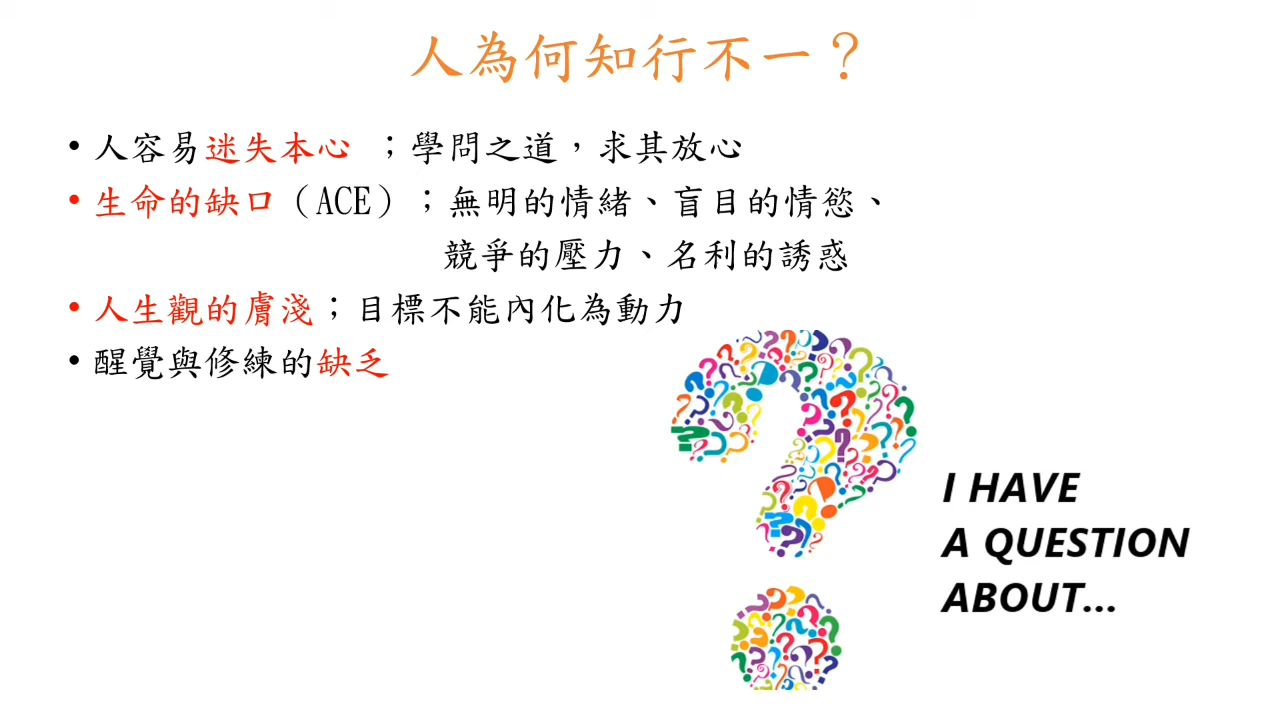 人為何知行不一？
• 人容易迷失本心 ；學問之道，求其放心
• 生命的缺口（ACE）；無明的情緒、盲目的情慾、
競爭的壓力、名利的誘惑
• 人生觀的膚淺；目標不能內化為動力
• 醒覺與修練的缺乏
I HAVE
A QUESTION
ABOUT...